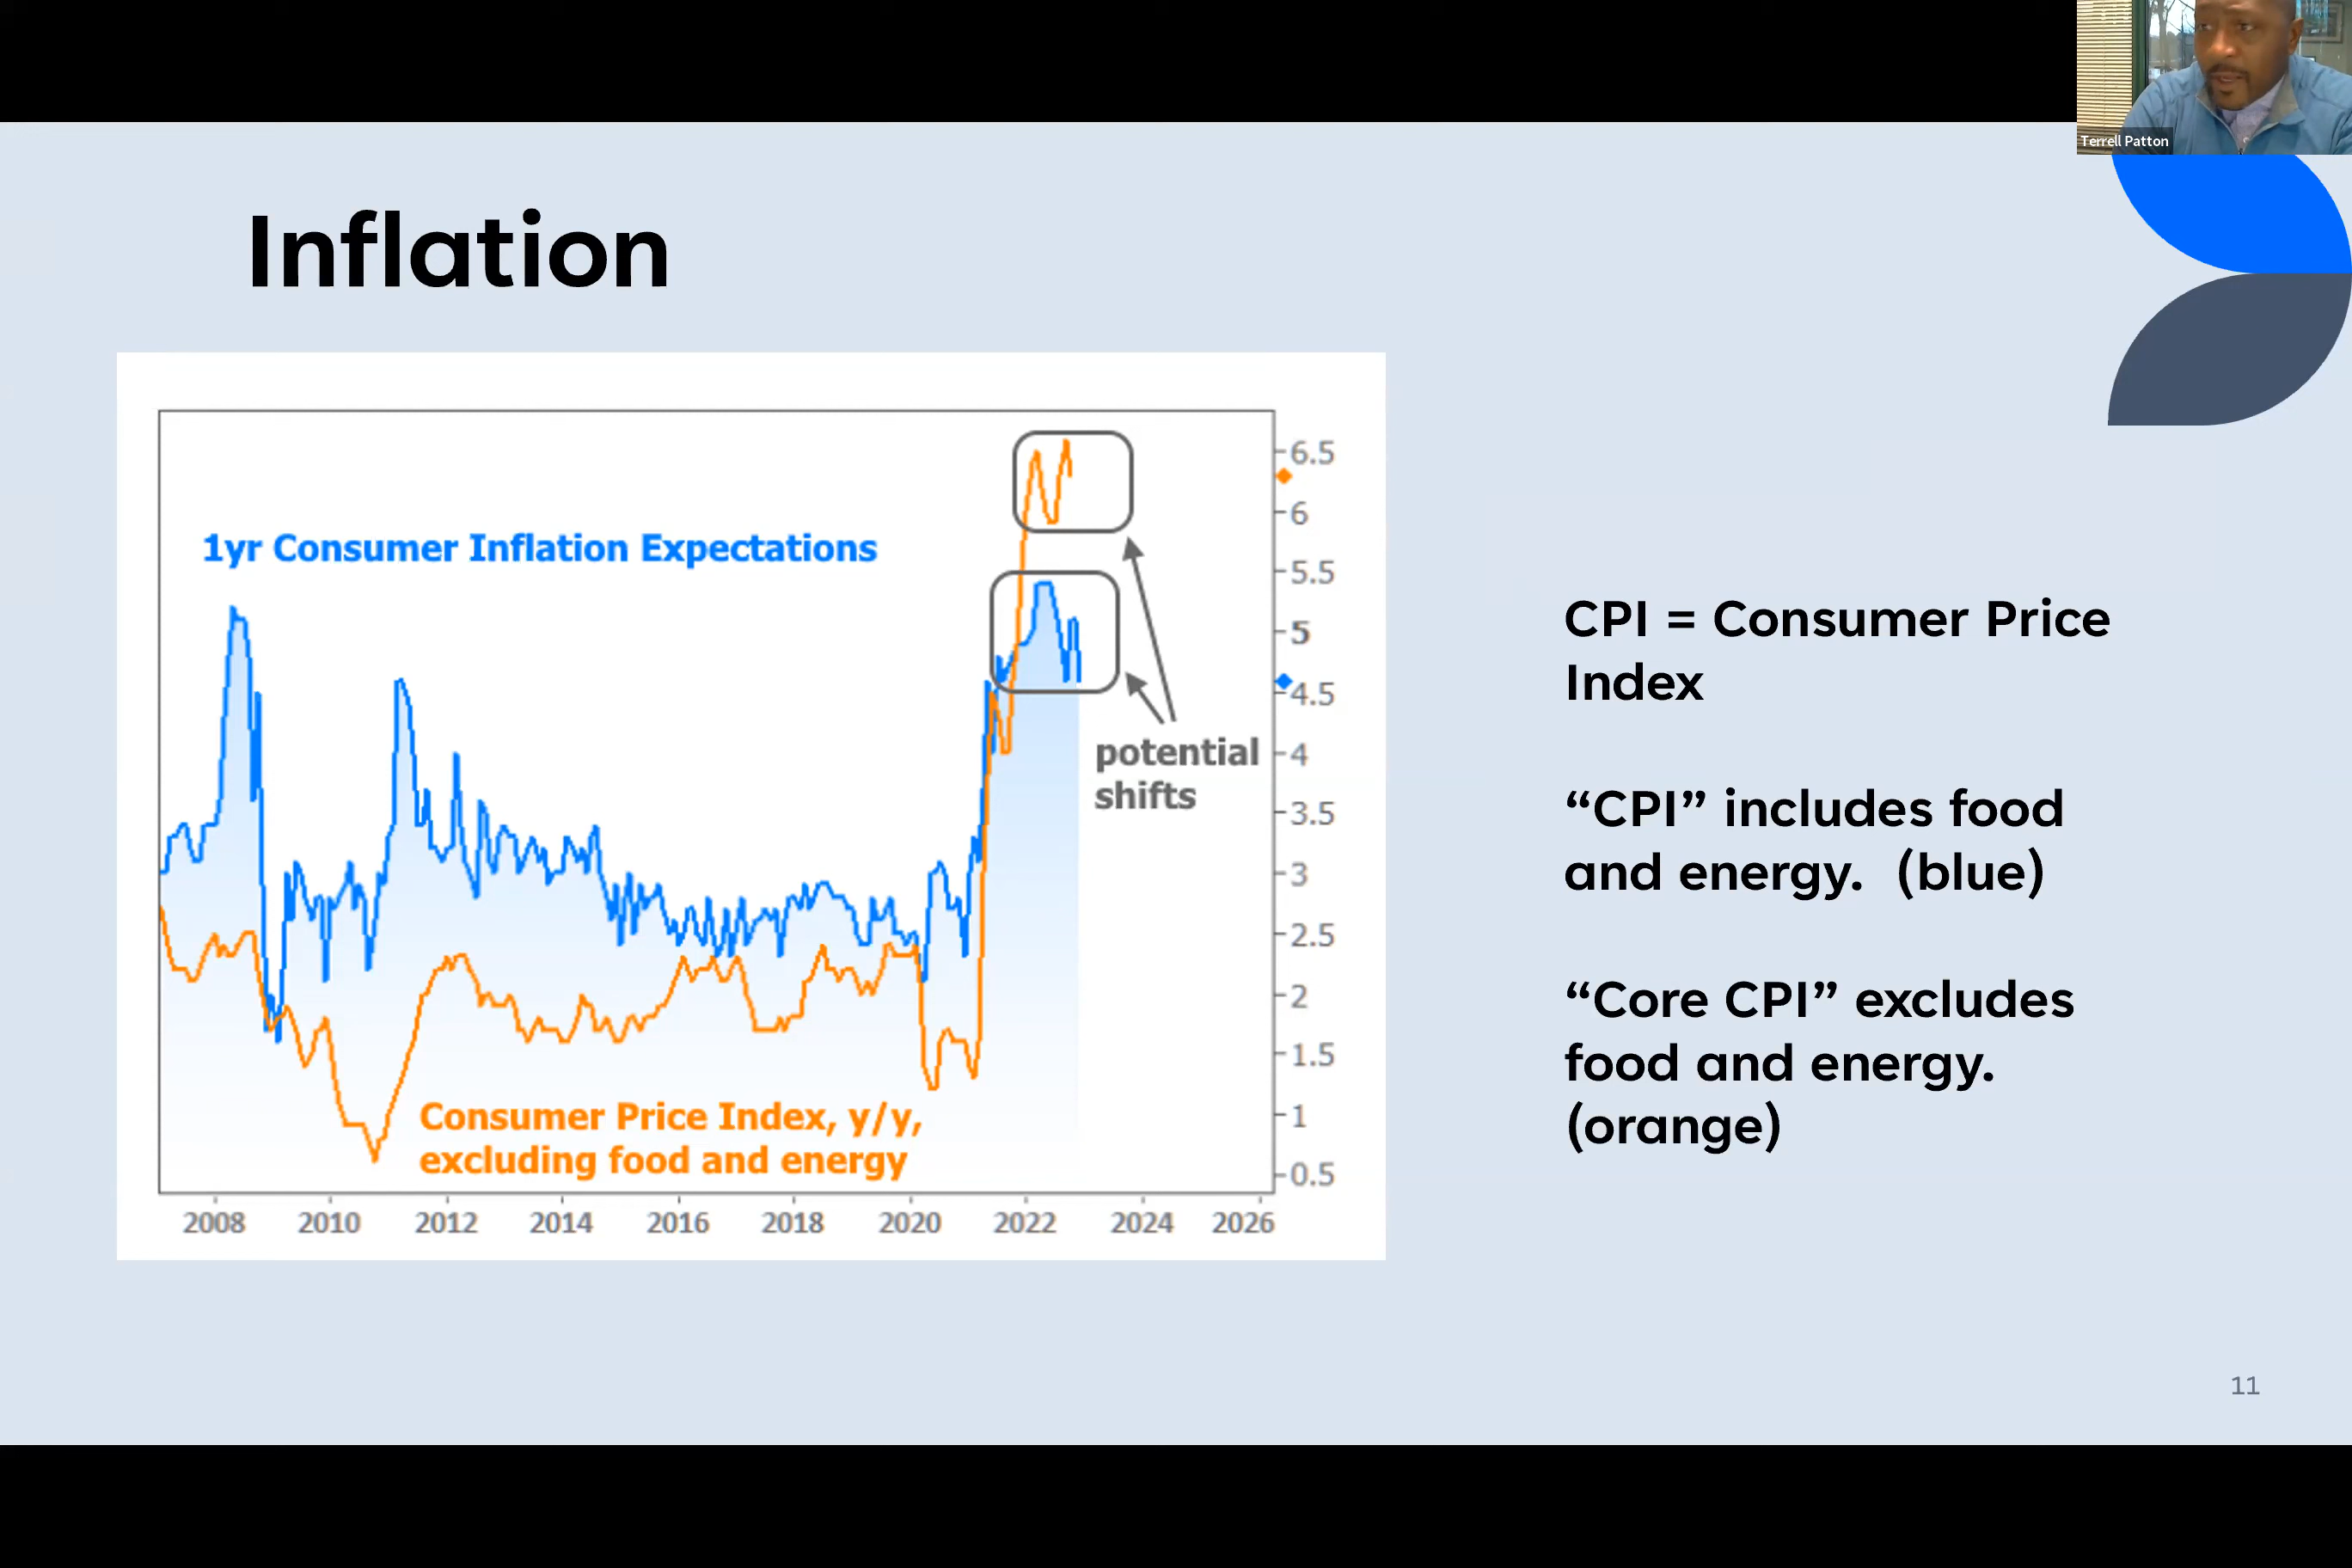 Terrell Patton
Inflation
1yr Consumer Inflation Expectations
potential
shifts
Consumer Price Index, y/y,
excluding food and energy
6.5
6
5.5
5
4.5
4
3.5
3
2.5
2
1.5
1
0.5
2008 2010 2012 2014 2016 2018 2020 2022 2024 2026
CPI = Consumer Price
Index
“CPI” includes food
and energy. (blue)
“Core CPI” excludes
food and energy.
(orange)
11